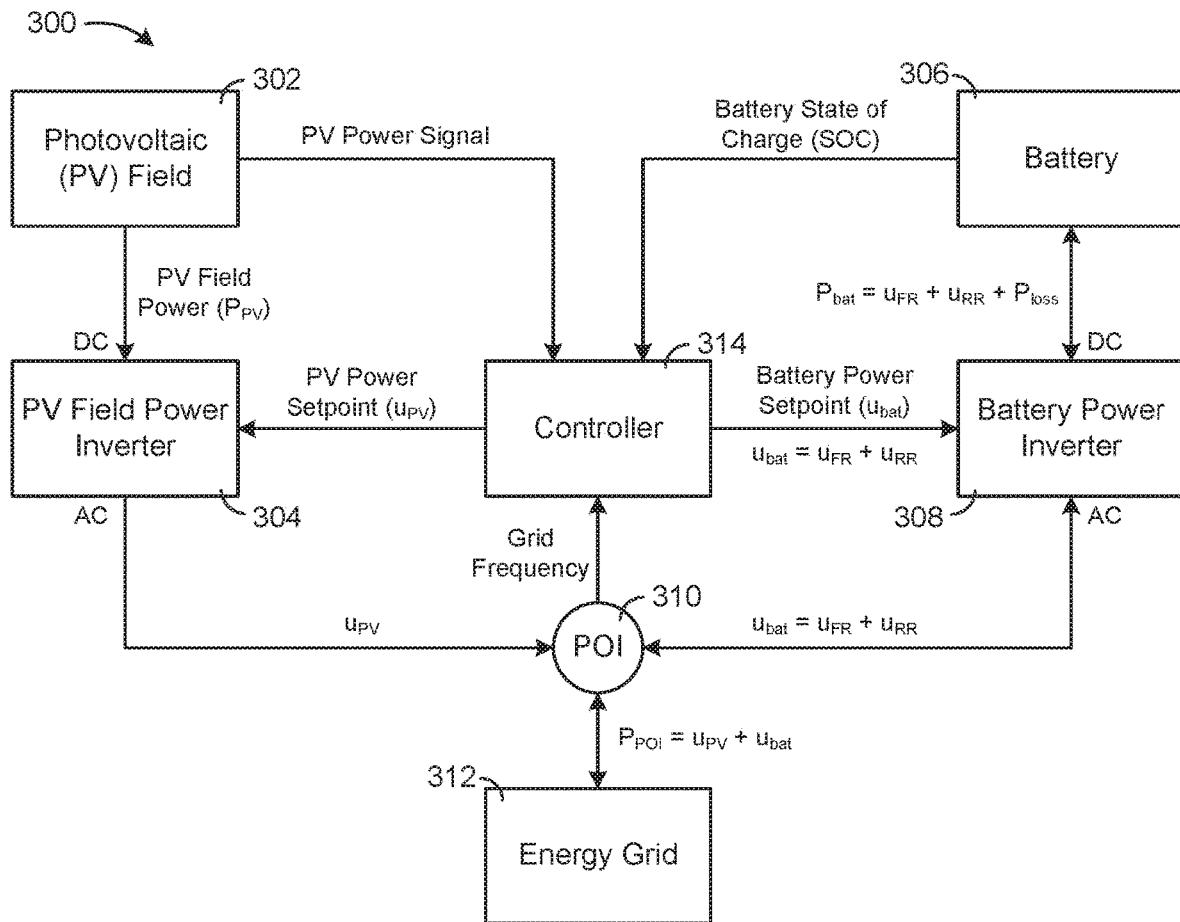 300
302
306
Photovoltaic
(PV) Field
PV Power Signal
Battery State of
Charge (SOC)
Battery
PV Field
Power (P_PV)
P_bat = u_FR + u_RR + P_loss
DC
314
DC
PV Field Power
Inverter
PV Power
Setpoint (u_PV)
Controller
Battery Power
Setpoint (u_bat)
u_bat = u_FR + u_RR
Battery Power
Inverter
AC
304
308
AC
Grid
Frequency
310
u_PV
POI
u_bat = u_FR + u_RR
P_POI = u_PV + u_bat
312
Energy Grid